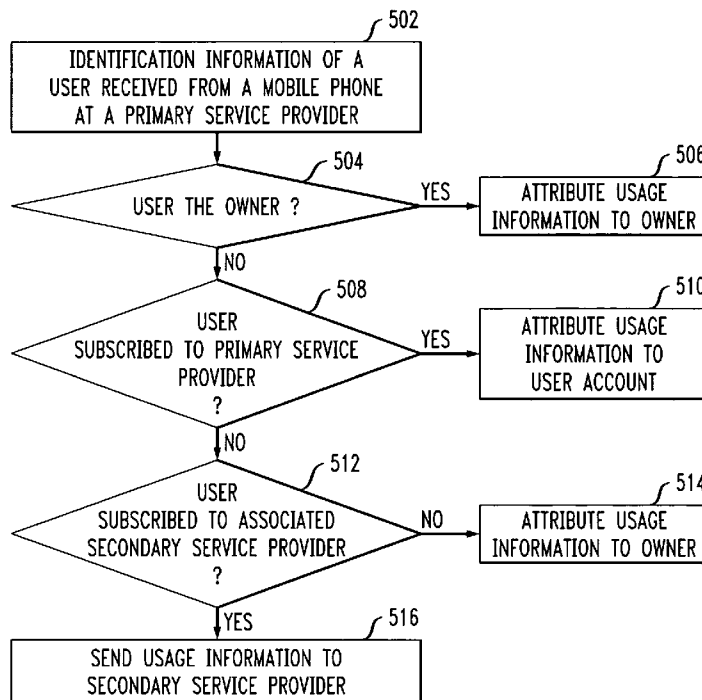 502
IDENTIFICATION INFORMATION OF A
USER RECEIVED FROM A MOBILE PHONE
AT A PRIMARY SERVICE PROVIDER
504
USER THE OWNER ?
YES
506
ATTRIBUTE USAGE
INFORMATION TO OWNER
NO
508
USER
SUBSCRIBED TO PRIMARY SERVICE
PROVIDER
?
YES
510
ATTRIBUTE USAGE
INFORMATION TO
USER ACCOUNT
NO
512
USER
SUBSCRIBED TO ASSOCIATED
SECONDARY SERVICE PROVIDER
?
NO
514
ATTRIBUTE USAGE
INFORMATION TO OWNER
YES
516
SEND USAGE INFORMATION TO
SECONDARY SERVICE PROVIDER